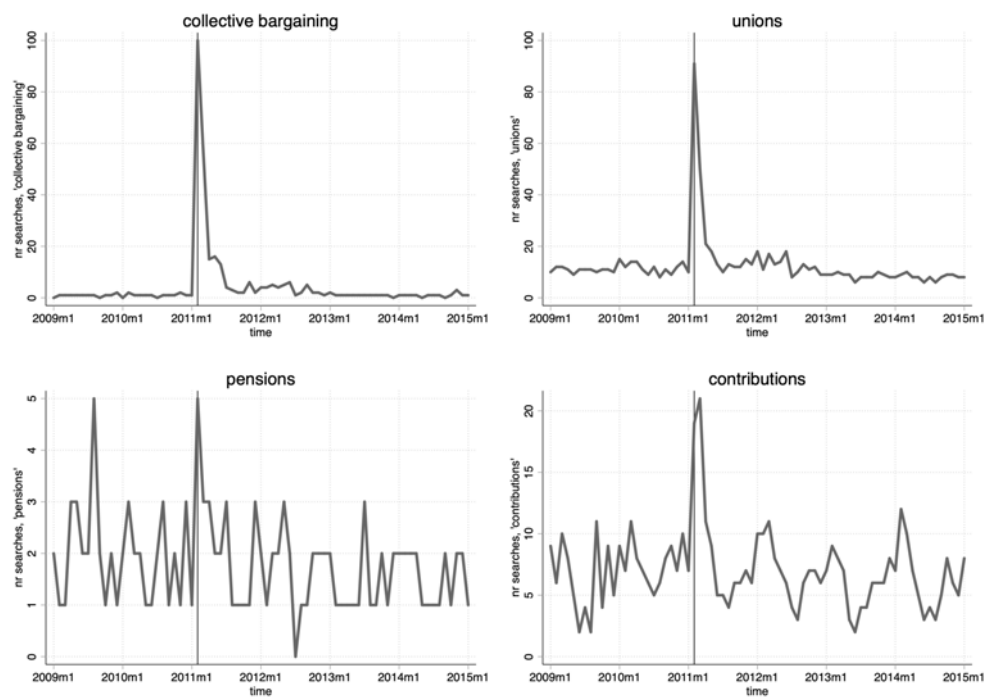 collective bargaining
nr searches, 'collective bargaining'
100
80
60
40
20
0
2009m1 2010m1 2011m1 2012m1 2013m1 2014m1 2015m1
time
unions
nr searches, 'unions'
100
80
60
40
20
0
2009m1 2010m1 2011m1 2012m1 2013m1 2014m1 2015m1
time
pensions
nr searches, 'pensions'
5
4
3
2
1
0
2009m1 2010m1 2011m1 2012m1 2013m1 2014m1 2015m1
time
contributions
nr searches, 'contributions'
20
15
10
5
0
2009m1 2010m1 2011m1 2012m1 2013m1 2014m1 2015m1
time